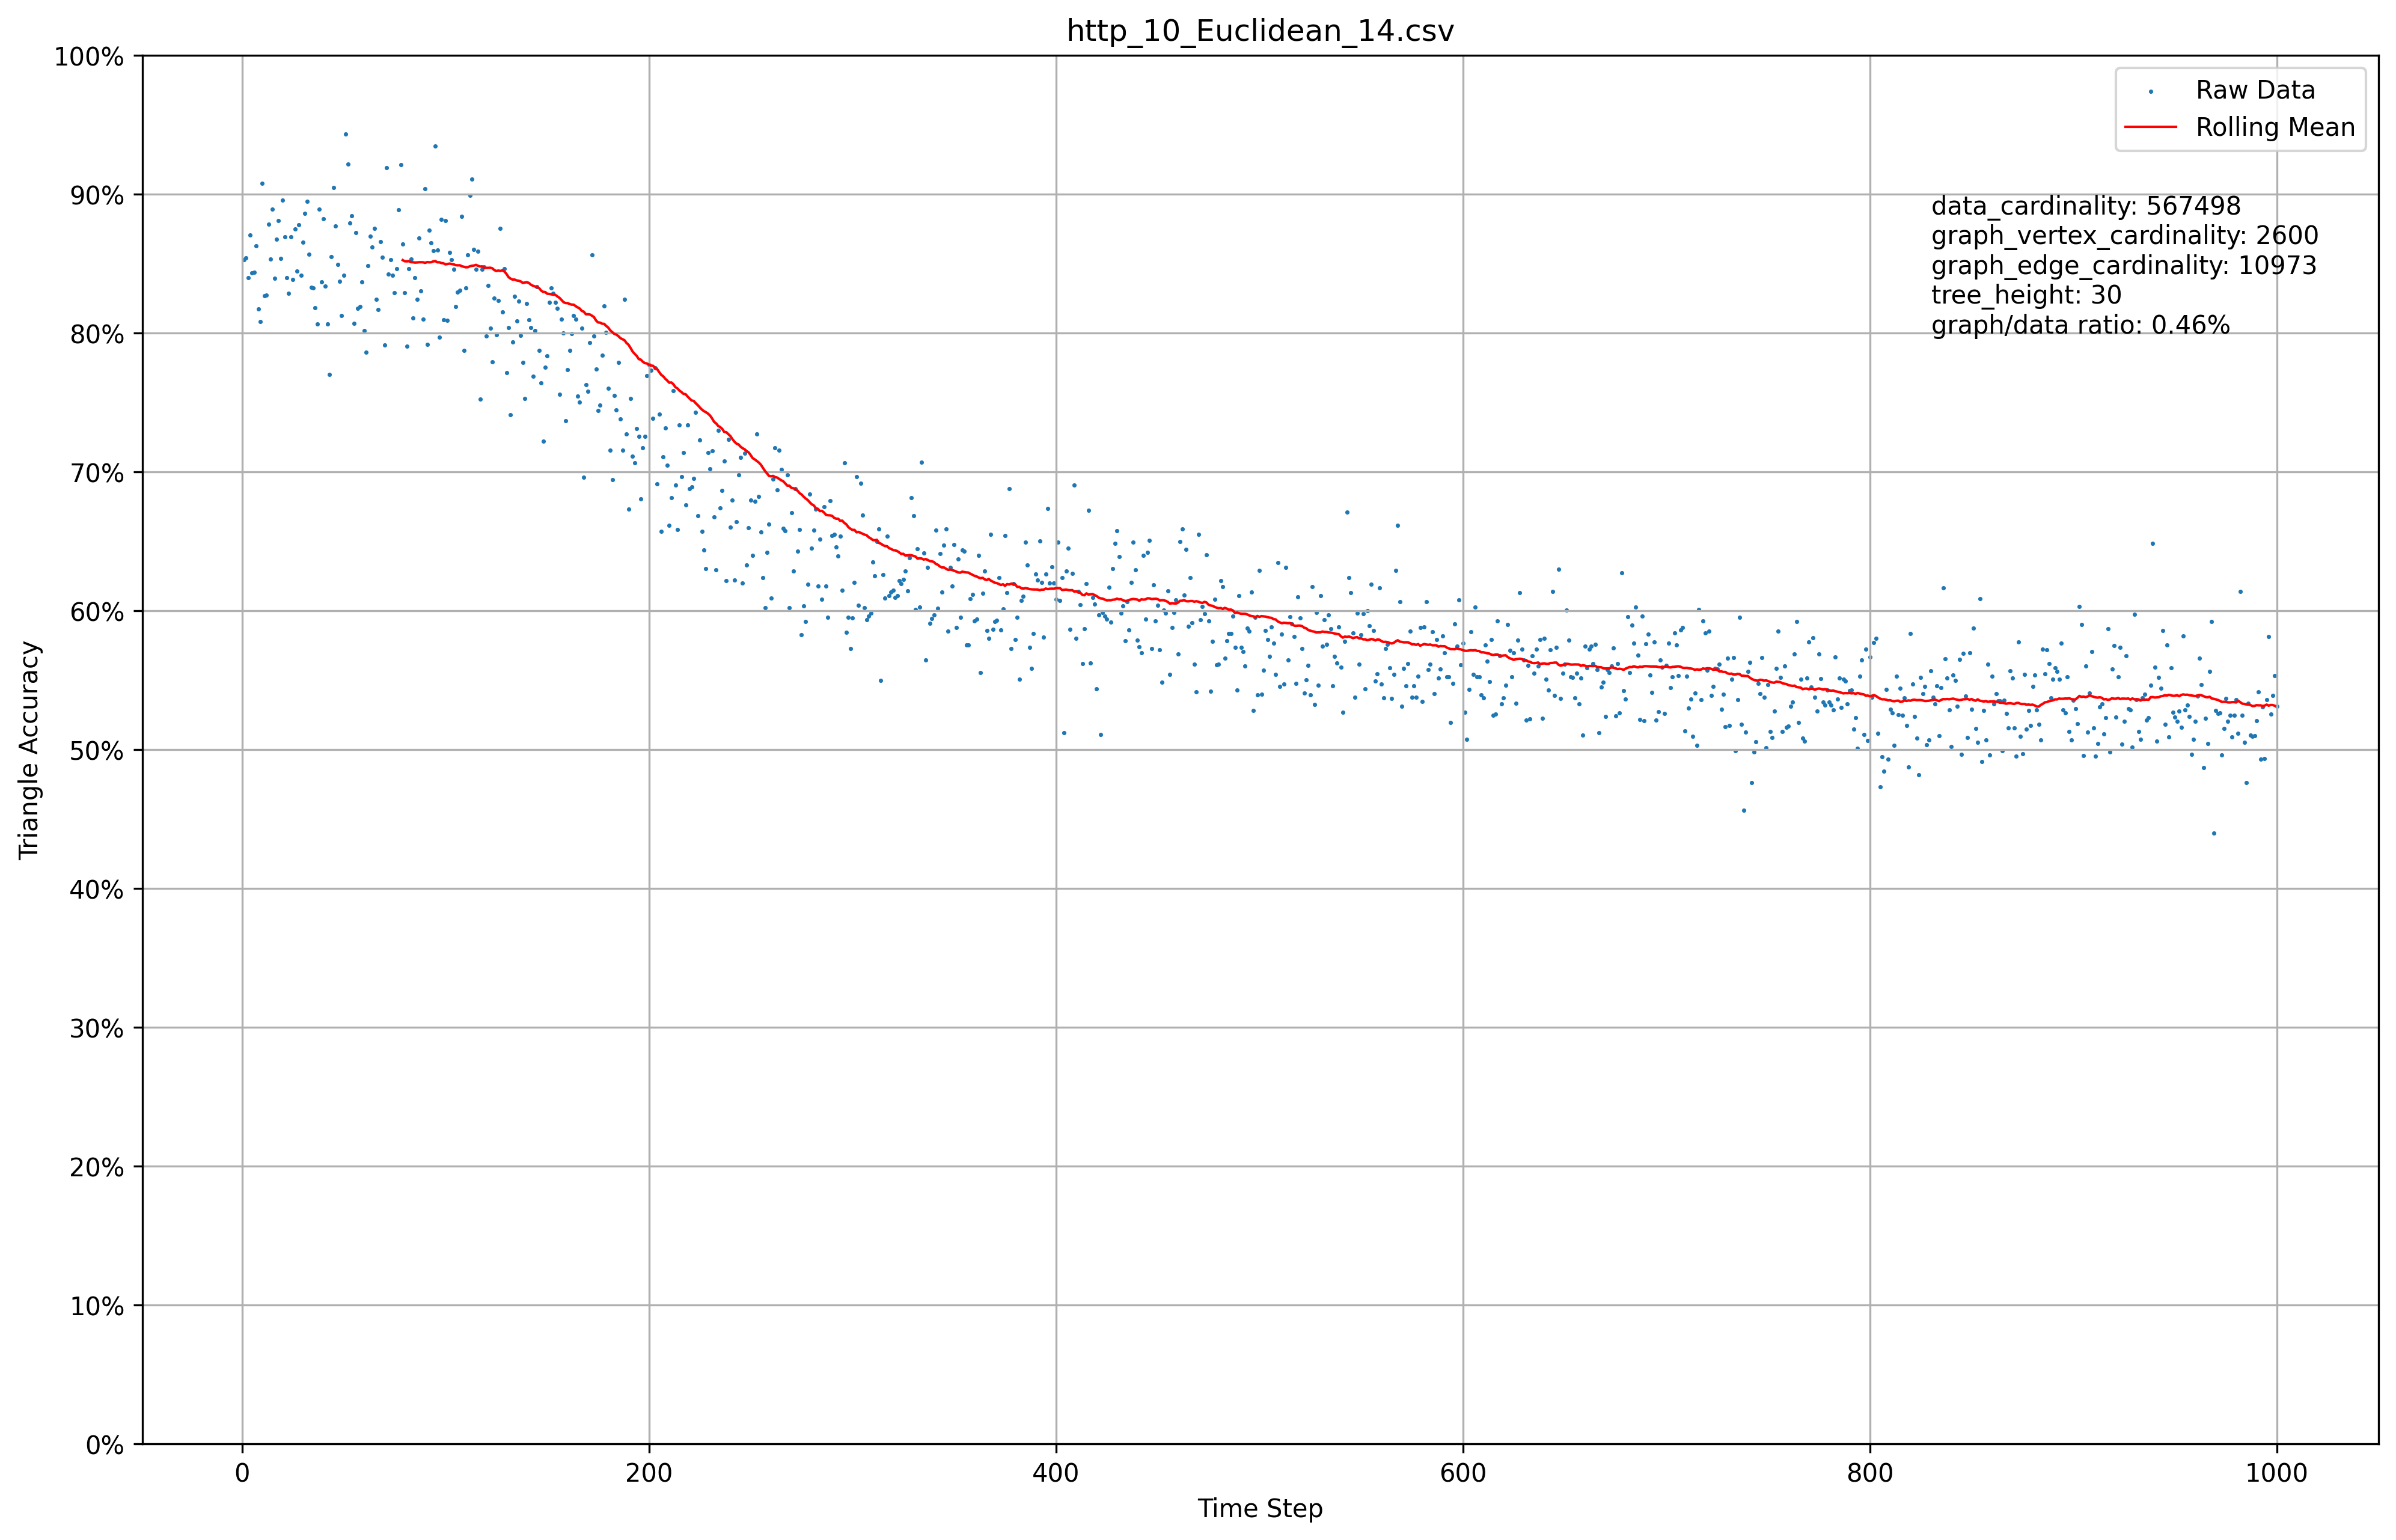 http_10_Euclidean_14.csv
100%
90%
80%
70%
60%
50%
40%
30%
20%
10%
0%
Triangle Accuracy
Raw Data
Rolling Mean
data_cardinality: 567498
graph_vertex_cardinality: 2600
graph_edge_cardinality: 10973
tree_height: 30
graph/data ratio: 0.46%
0 200 400 600 800 1000
Time Step